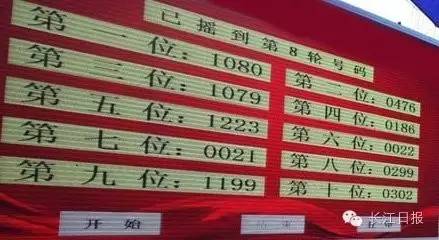 已摇到第8轮号码
第一位：1080
第二位：0476
第三位：1079
第四位：0186
第五位：1223
第六位：0022
第七位：0021
第八位：0299
第九位：1199
第十位：0302
开始
结束
长江日报